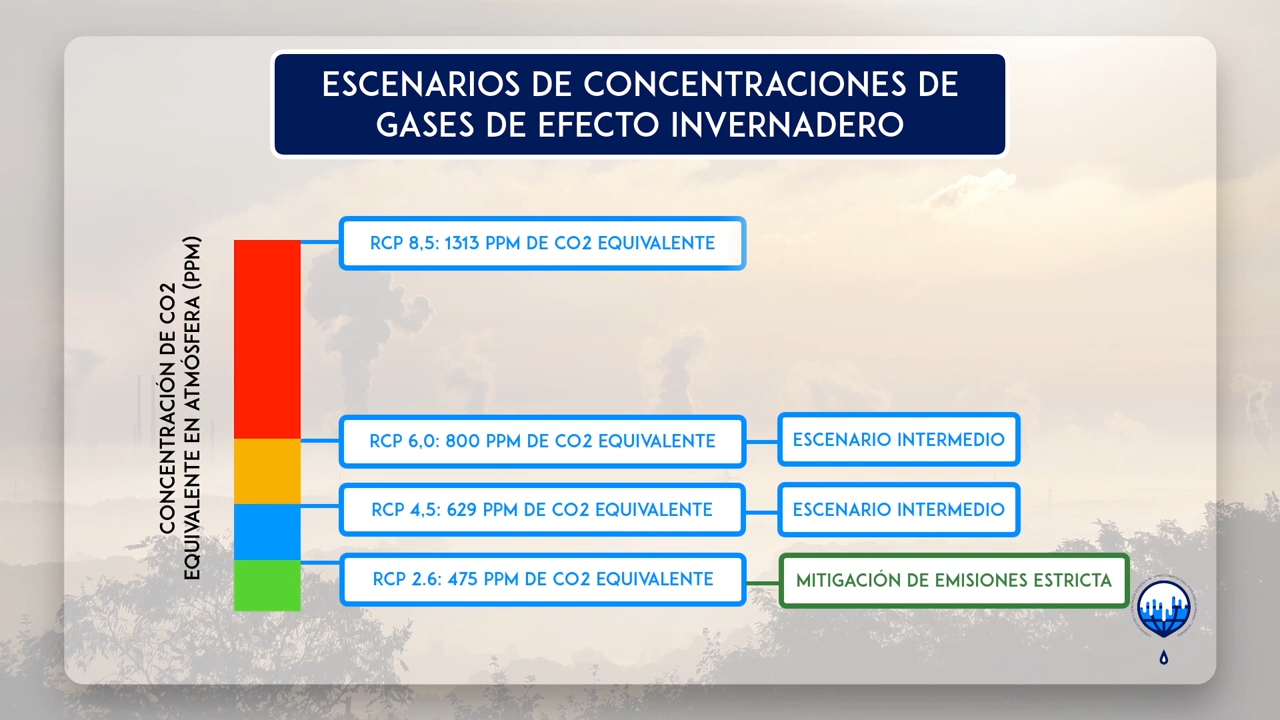 ESCENARIOS DE CONCENTRACIONES DE
GASES DE EFECTO INVERNADERO
CONCENTRACIÓN DE CO2
EQUIVALENTE EN ATMÓSFERA (PPM)
RCP 8,5: 1313 PPM DE CO2 EQUIVALENTE
RCP 6,0: 800 PPM DE CO2 EQUIVALENTE
ESCENARIO INTERMEDIO
RCP 4,5: 629 PPM DE CO2 EQUIVALENTE
ESCENARIO INTERMEDIO
RCP 2.6: 475 PPM DE CO2 EQUIVALENTE
MITIGACIÓN DE EMISIONES ESTRICTA